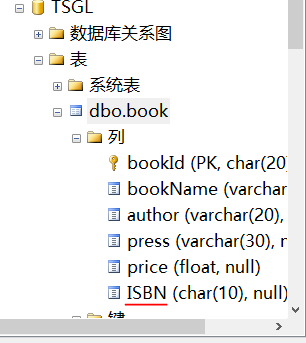 TSGL
数据库关系图
表
系统表
dbo.book
列
bookId (PK, char(20)
bookName (varchar
author (varchar(20),
press (varchar(30), n
price (float, null)
ISBN (char(10), null)
键